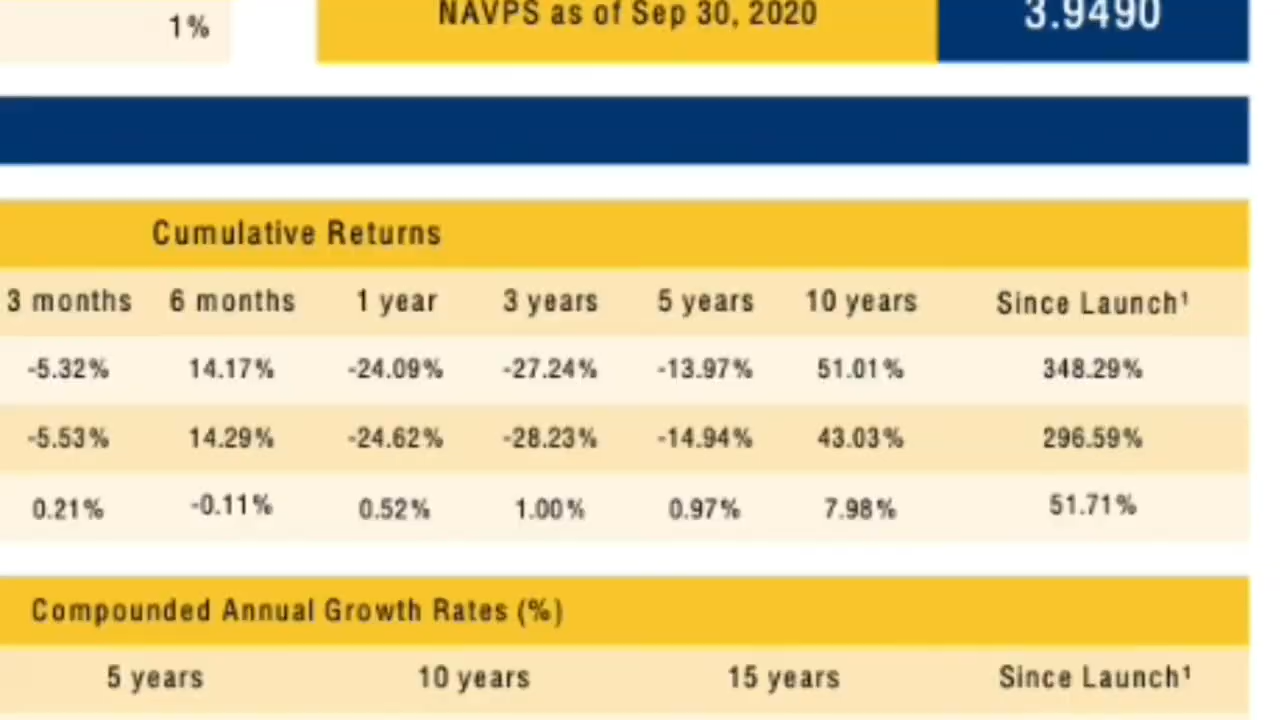 1% NAVPS as of Sep 30, 2020 3.9490
Cumulative Returns
3 months 6 months 1 year 3 years 5 years 10 years Since Launch¹
-5.32% 14.17% -24.09% -27.24% -13.97% 51.01% 348.29%
-5.53% 14.29% -24.62% -28.23% -14.94% 43.03% 296.59%
0.21% -0.11% 0.52% 1.00% 0.97% 7.98% 51.71%
Compounded Annual Growth Rates (%)
5 years 10 years 15 years Since Launch¹